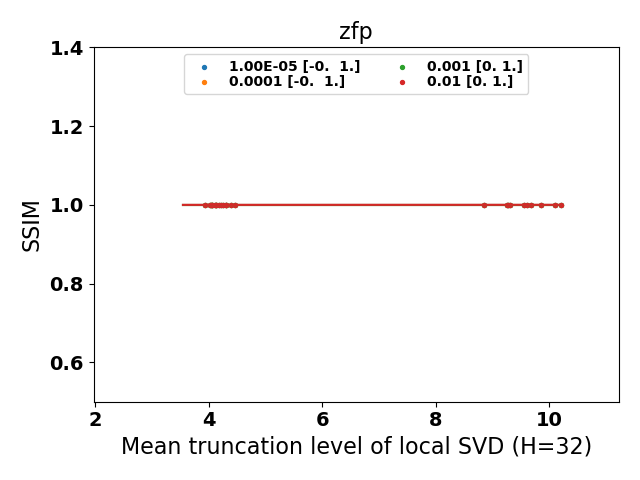 zfp
1.4
1.00E-05 [-0.  1.]
0.001 [0. 1.]
0.0001 [-0.  1.]
0.01 [0. 1.]
1.2
1.0
0.8
0.6
SSIM
2 4 6 8 10
Mean truncation level of local SVD (H=32)